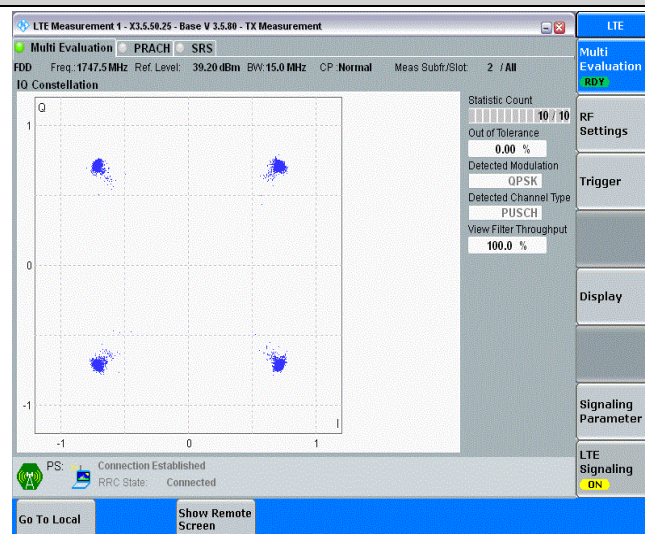 LTE Measurement 1 - X3.5.50.25 - Base V 3.5.80 - TX Measurement
LTE
Multi Evaluation PRACH SRS
FDD Freq.: 1747.5 MHz Ref. Level: 39.20 dBm BW: 15.0 MHz CP : Normal Meas Subfr./Slot: 2 / All
IQ Constellation
Q
1
0
-1
-1 0 1
I
Statistic Count
10 / 10
Out of Tolerance
0.00 %
Detected Modulation
QPSK
Detected Channel Type
PUSCH
View Filter Throughput
100.0 %
PS: Connection Established
RRC State: Connected
Multi
Evaluation
RDY
RF
Settings
Trigger
Display
Signaling
Parameter
LTE
Signaling
ON
Go To Local
Show Remote
Screen